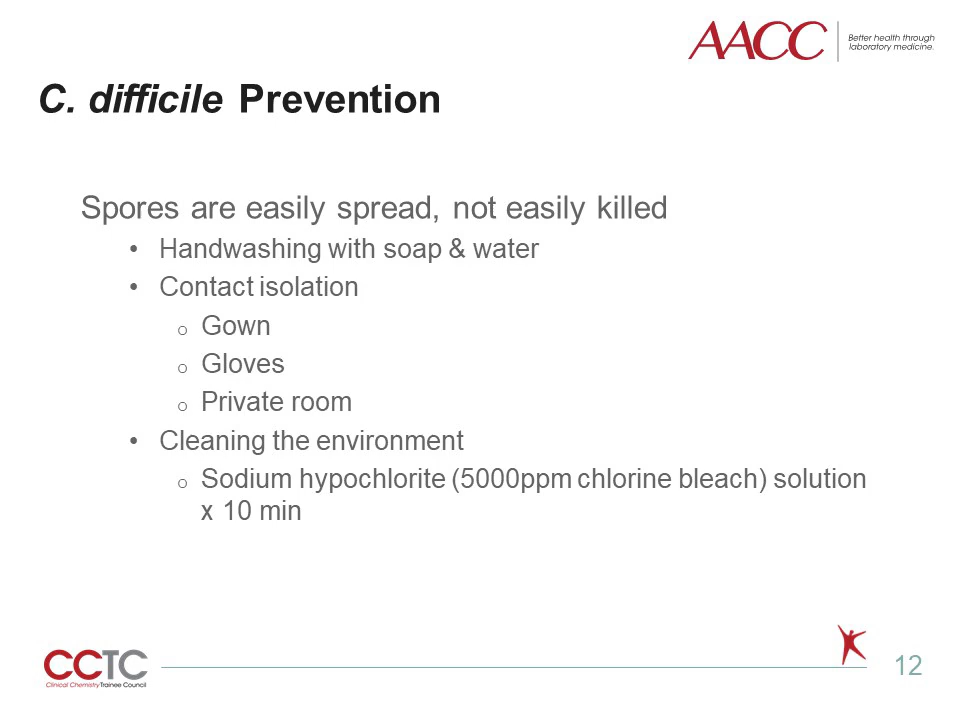 AACC
Better health through
laboratory medicine.
C. difficile Prevention
Spores are easily spread, not easily killed
• Handwashing with soap & water
• Contact isolation
o Gown
o Gloves
o Private room
• Cleaning the environment
o Sodium hypochlorite (5000ppm chlorine bleach) solution
x 10 min
CCTC
Clinical Chemistry Trainee Council
12